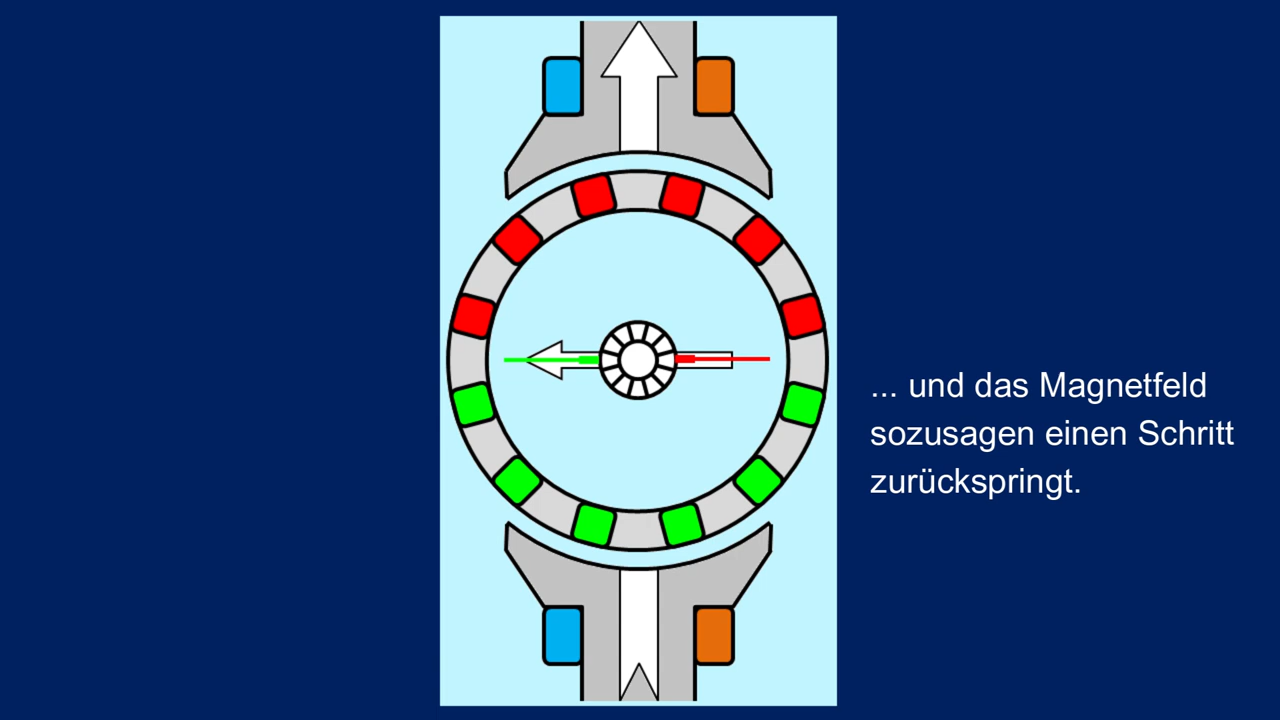 ... und das Magnetfeld
sozusagen einen Schritt
zurückspringt.